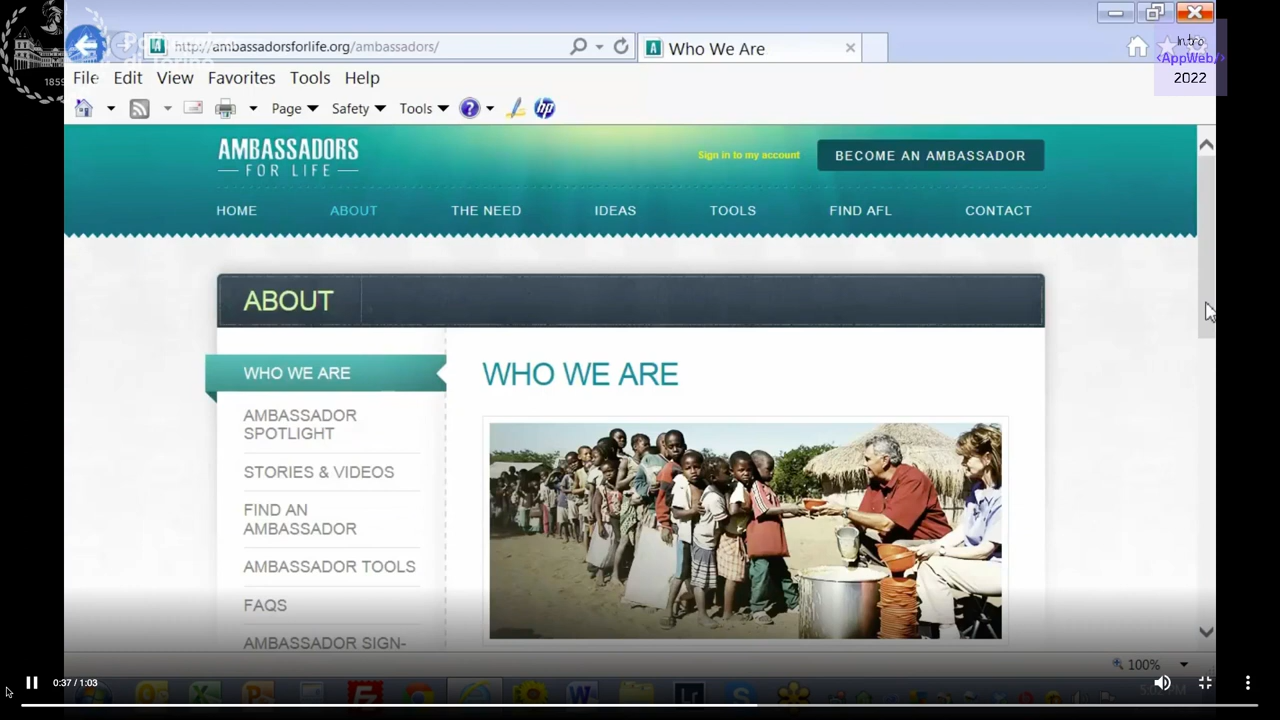 http://ambassadorsforlife.org/ambassadors/
Who We Are
Intro
<AppWeb/>
2022
File Edit View Favorites Tools Help
1859
Page Safety Tools
AMBASSADORS
FOR LIFE
Sign in to my account
BECOME AN AMBASSADOR
HOME ABOUT THE NEED IDEAS TOOLS FIND AFL CONTACT
ABOUT
WHO WE ARE
AMBASSADOR
SPOTLIGHT
STORIES & VIDEOS
FIND AN
AMBASSADOR
AMBASSADOR TOOLS
FAQS
AMBASSADOR SIGN-
WHO WE ARE
100%
0:37 / 1:03